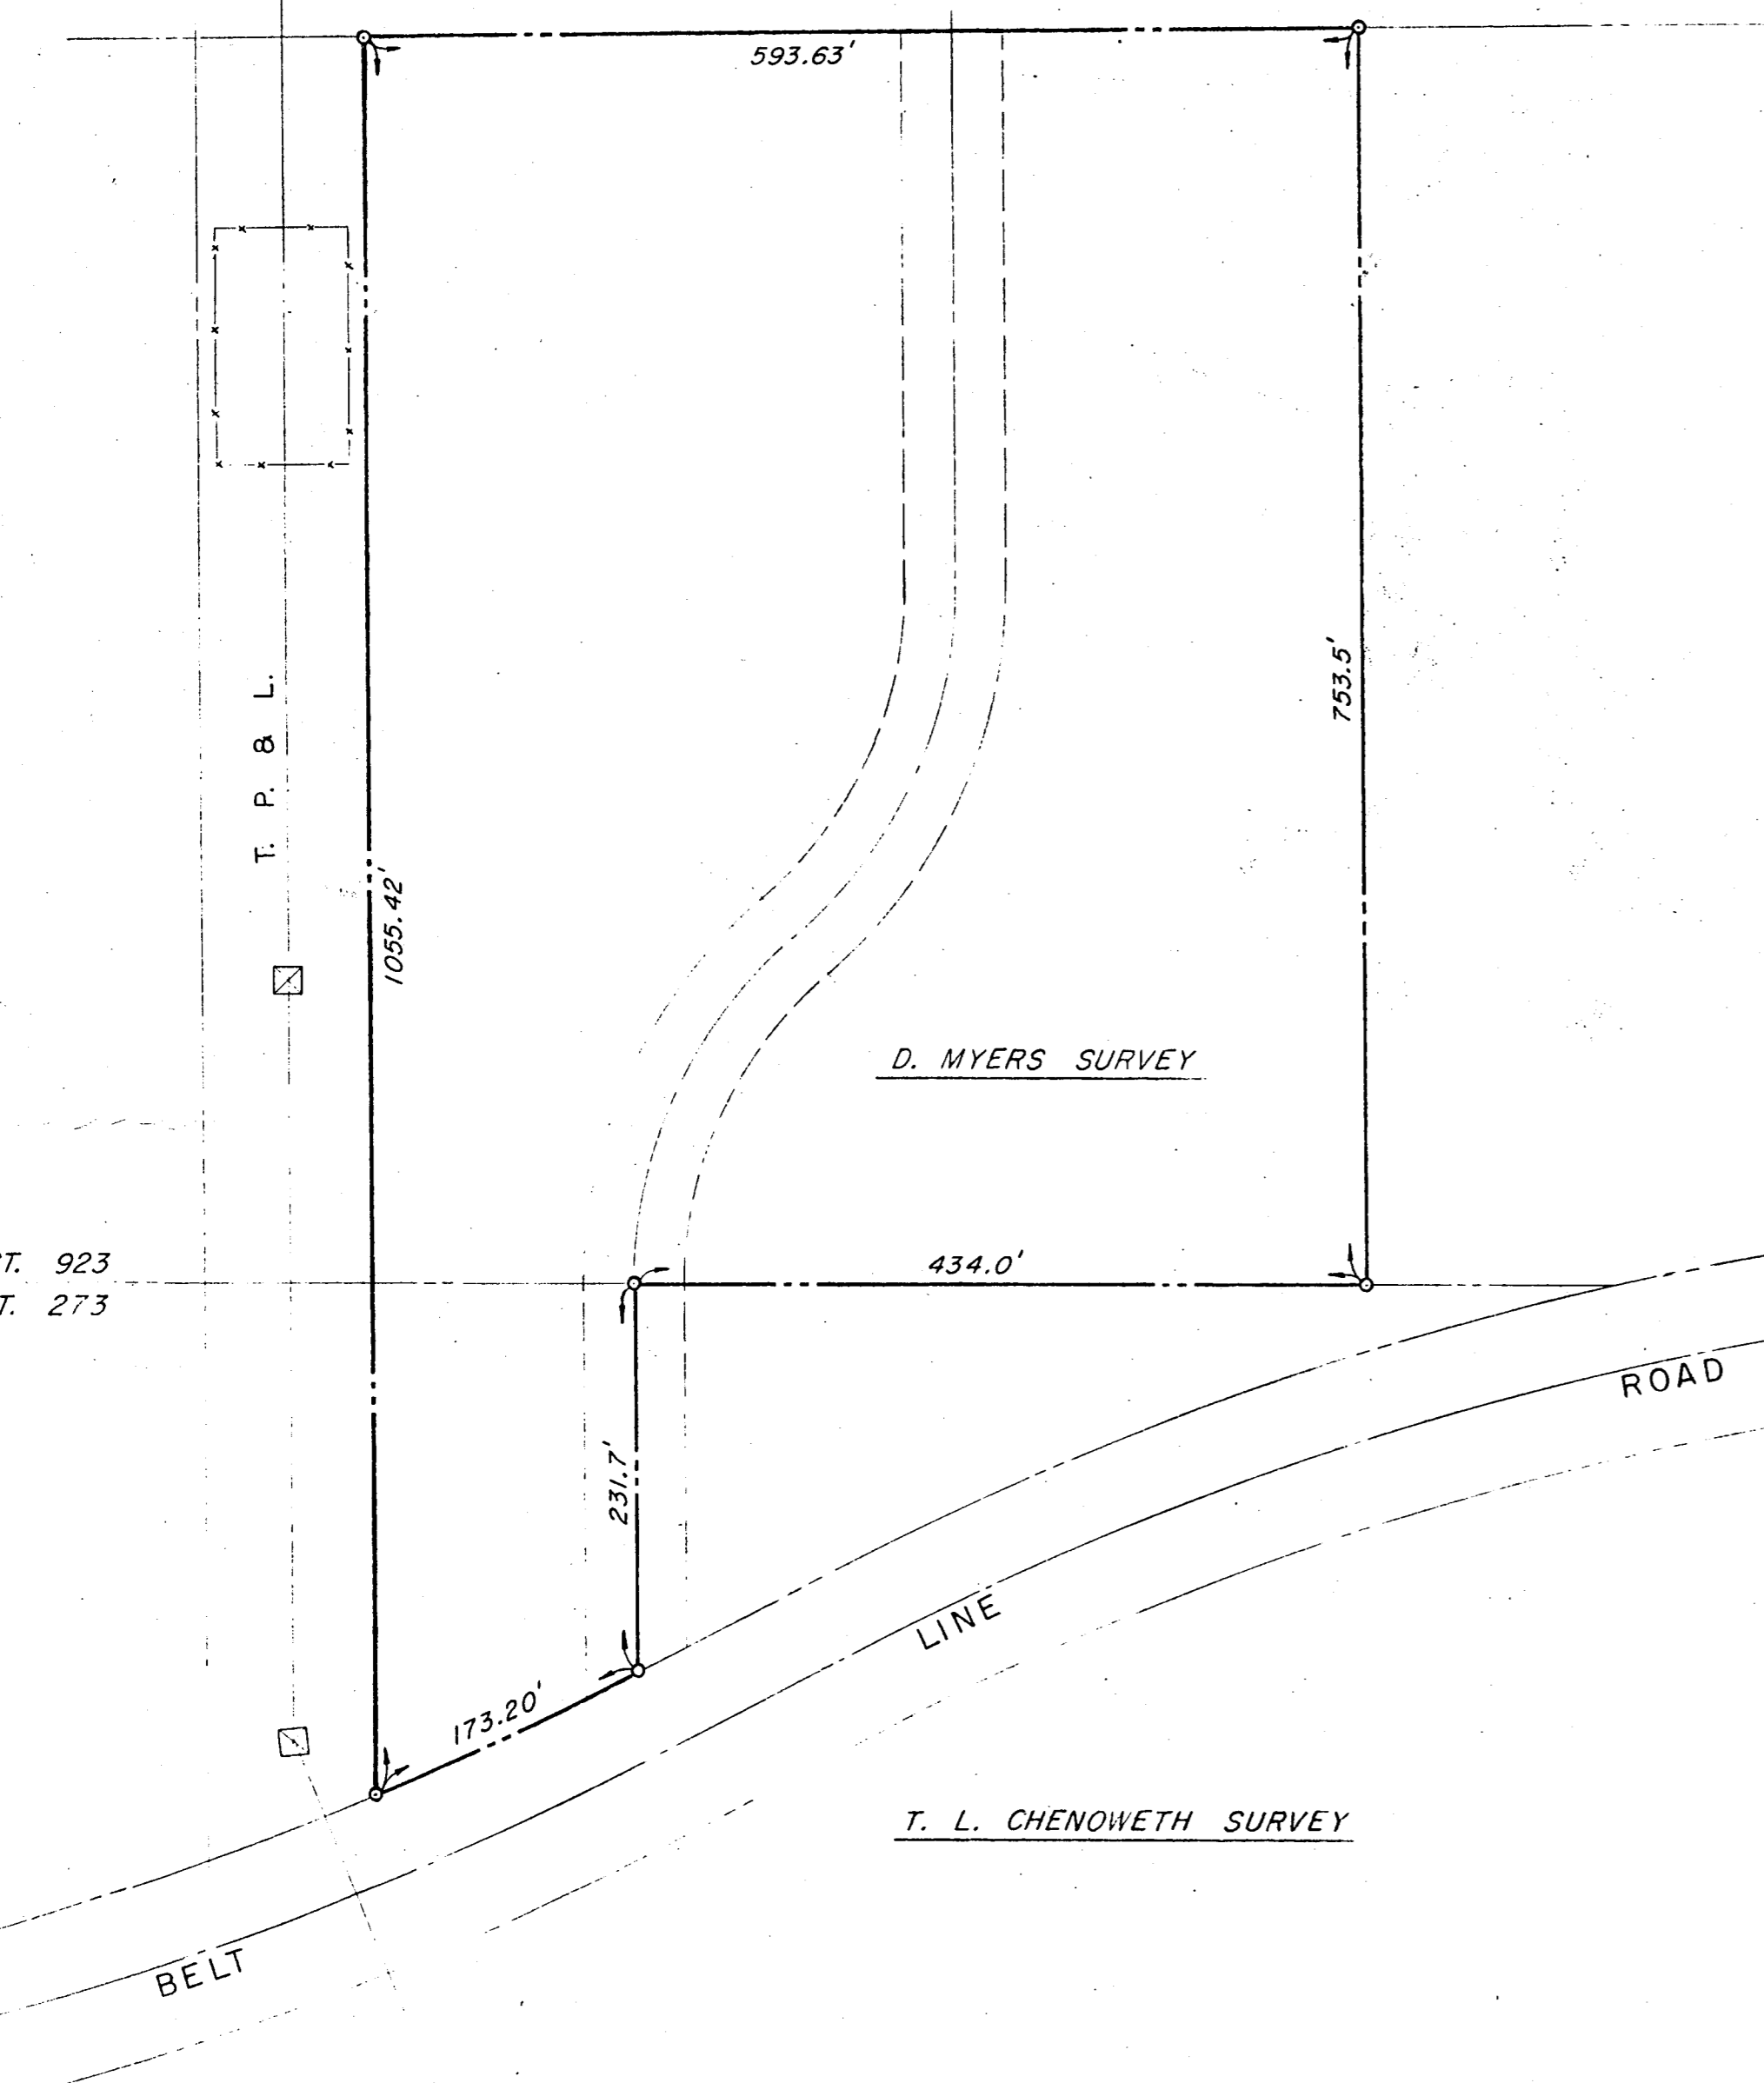 593.63'
T. P. & L.
753.5'
1055.42'
D. MYERS SURVEY
T. 923
T. 273
434.0'
231.7'
173.20'
BELT LINE ROAD
T. L. CHENOWETH SURVEY